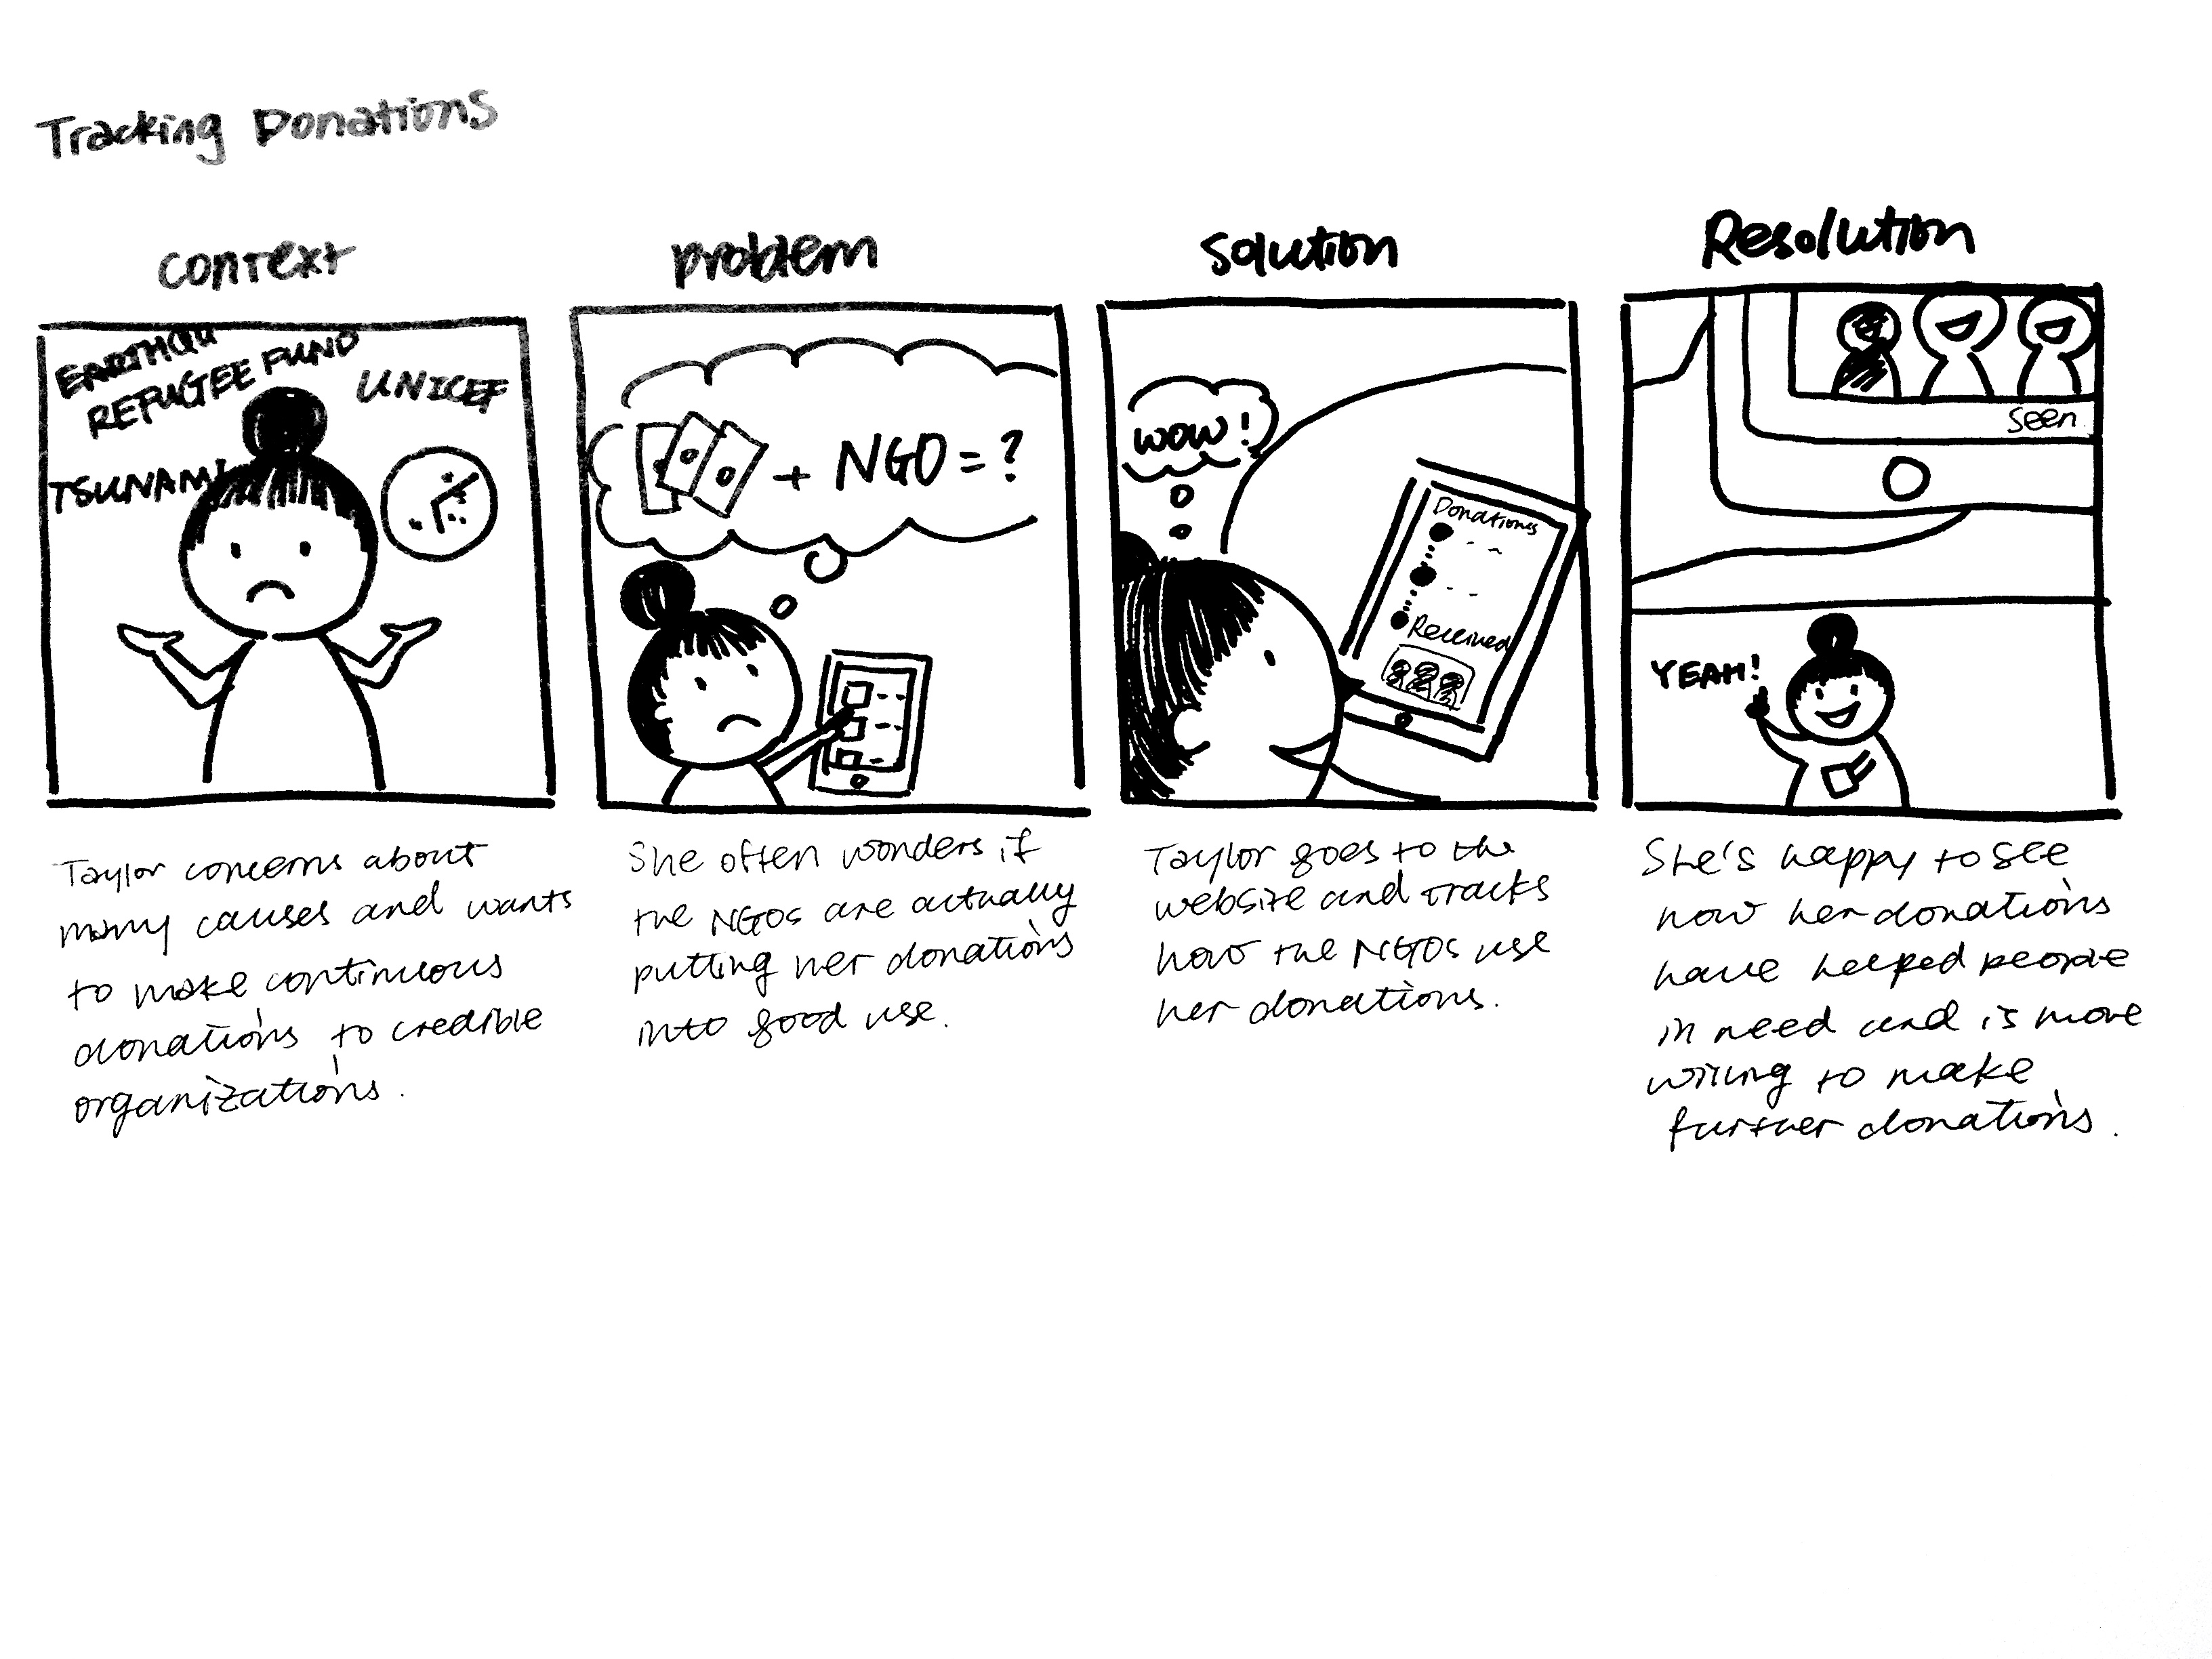 Tracking Donations
context
EARTHQU
REFUGEE FUND
UNICEF
TSUNAMI
Taylor concerns about
many causes and wants
to make continuous
donations to credible
organizations.
problem
+ NGO = ?
She often wonders if
the NGOs are actually
putting her donations
into good use.
solution
WOW!
Donations
Received
Taylor goes to the
website and tracks
how the NGOs use
her donations.
Resolution
seen
YEAH!
She's happy to see
how her donations
have helped people
in need and is more
willing to make
further donations.